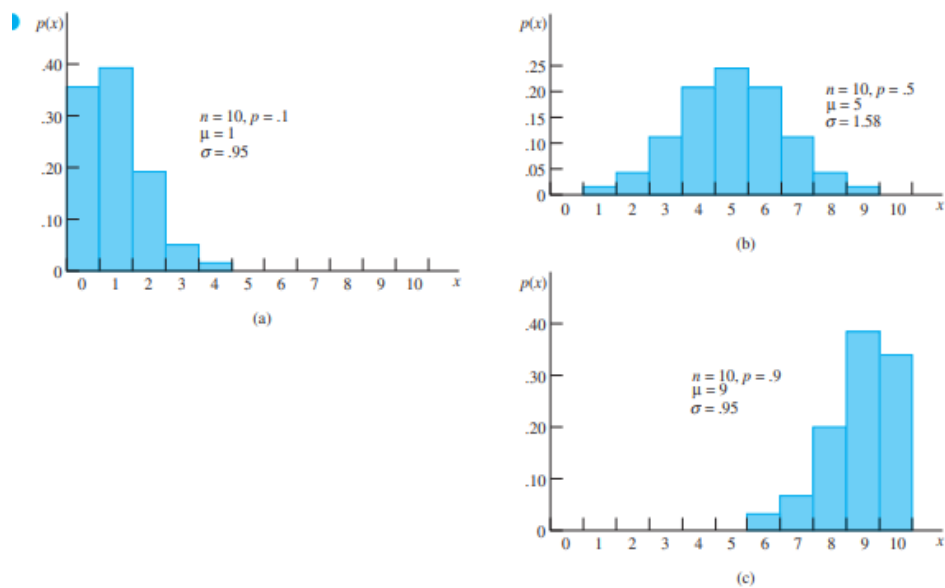 p(x)
.40
.30
.20
.10
0
n = 10, p = .1
μ = 1
σ = .95
0 1 2 3 4 5 6 7 8 9 10 x
(a)
p(x)
.25
.20
.15
.10
.05
0
n = 10, p = .5
μ = 5
σ = 1.58
0 1 2 3 4 5 6 7 8 9 10 x
(b)
p(x)
.40
.30
.20
.10
0
n = 10, p = .9
μ = 9
σ = .95
0 1 2 3 4 5 6 7 8 9 10 x
(c)